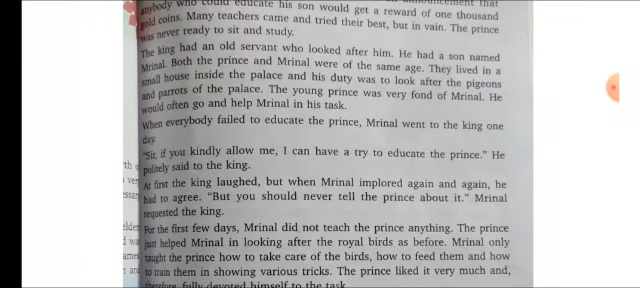 anybody who could educate his son would get a reward of one thousand
gold coins. Many teachers came and tried their best, but in vain. The prince
was never ready to sit and study.
The king had an old servant who looked after him. He had a son named
Mrinal. Both the prince and Mrinal were of the same age. They lived in a
small house inside the palace and his duty was to look after the pigeons
and parrots of the palace. The young prince was very fond of Mrinal. He
would often go and help Mrinal in his task.
When everybody failed to educate the prince, Mrinal went to the king one
day.
"Sir, if you kindly allow me, I can have a try to educate the prince." He
politely said to the king.
At first the king laughed, but when Mrinal implored again and again, he
had to agree. "But you should never tell the prince about it." Mrinal
requested the king.
For the first few days, Mrinal did not teach the prince anything. The prince
just helped Mrinal in looking after the royal birds as before. Mrinal only
taught the prince how to take care of the birds, how to feed them and how
to train them in showing various tricks. The prince liked it very much and,
therefore, fully devoted himself to the task